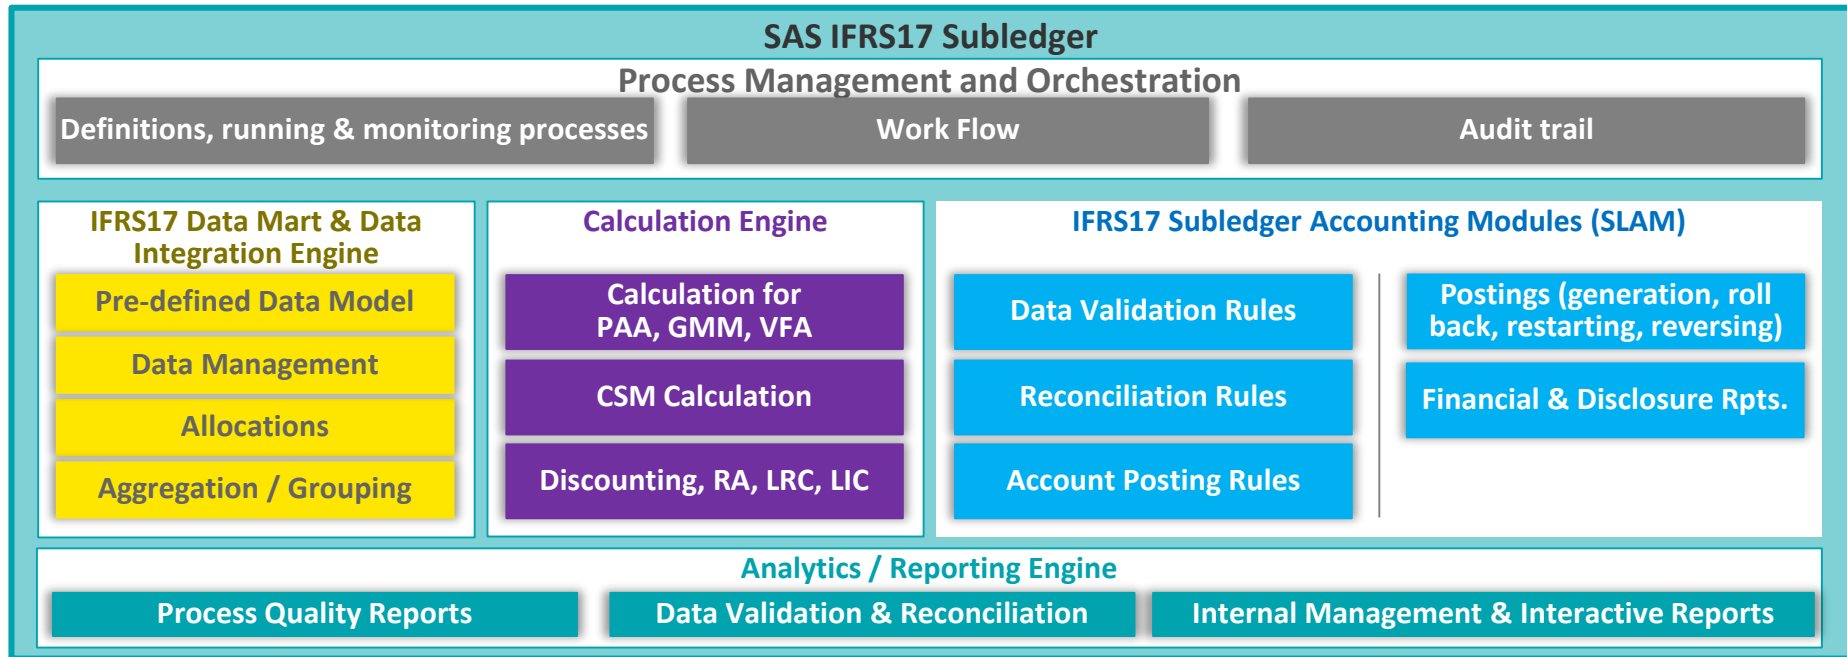 SAS IFRS17 Subledger
Process Management and Orchestration
Definitions, running & monitoring processes
Work Flow
Audit trail
IFRS17 Data Mart & Data
Integration Engine
Pre-defined Data Model
Data Management
Allocations
Aggregation / Grouping
Calculation Engine
Calculation for
PAA, GMM, VFA
CSM Calculation
Discounting, RA, LRC, LIC
IFRS17 Subledger Accounting Modules (SLAM)
Data Validation Rules
Reconciliation Rules
Account Posting Rules
Postings (generation, roll
back, restarting, reversing)
Financial & Disclosure Rpts.
Analytics / Reporting Engine
Process Quality Reports
Data Validation & Reconciliation
Internal Management & Interactive Reports